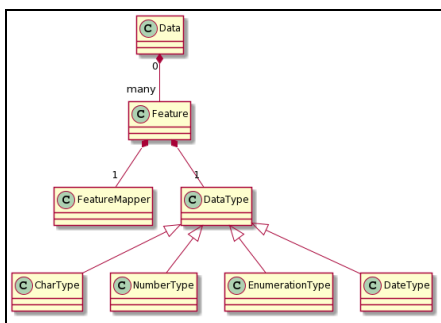 C Data
0
many
C Feature
1
1
C FeatureMapper
C DataType
C CharType
C NumberType
C EnumerationType
C DateType